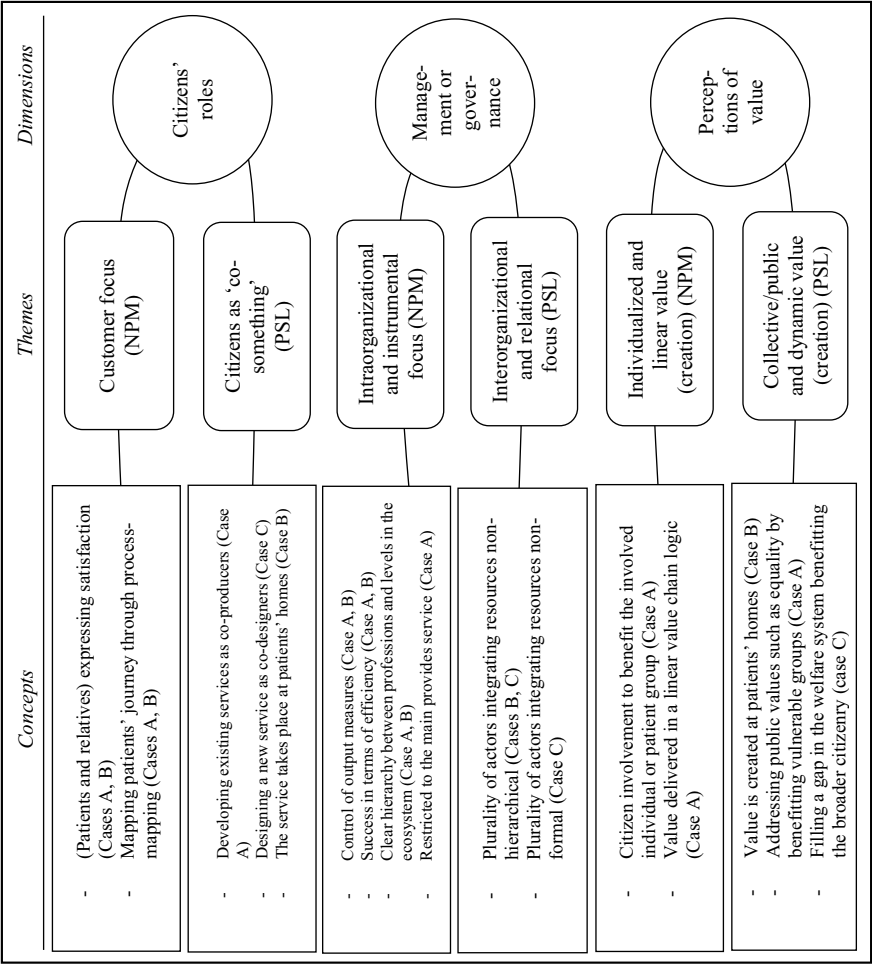 Concepts
Themes
Dimensions
- (Patients and relatives) expressing satisfaction
(Cases A, B)
- Mapping patients’ journey through process-
mapping (Cases A, B)
Customer focus
(NPM)
- Developing existing services as co-producers (Case
A)
- Designing a new service as co-designers (Case C)
- The service takes place at patients’ homes (Case B)
Citizens as ‘co-
something’
(PSL)
Citizens’
roles
- Control of output measures (Case A, B)
- Success in terms of efficiency (Case A, B)
- Clear hierarchy between professions and levels in the
ecosystem (Case A, B)
- Restricted to the main provides service (Case A)
Intraorganizational
and instrumental
focus (NPM)
- Plurality of actors integrating resources non-
hierarchical (Cases B, C)
- Plurality of actors integrating resources non-
formal (Case C)
Interorganizational
and relational
focus (PSL)
Manage-
ment or
gover-
nance
- Citizen involvement to benefit the involved
individual or patient group (Case A)
- Value delivered in a linear value chain logic
(Case A)
Individualized and
linear value
(creation) (NPM)
- Value is created at patients’ homes (Case B)
- Addressing public values such as equality by
benefitting vulnerable groups (Case A)
- Filling a gap in the welfare system benefitting
the broader citizenry (case C)
Collective/public
and dynamic value
(creation) (PSL)
Percep-
tions of
value